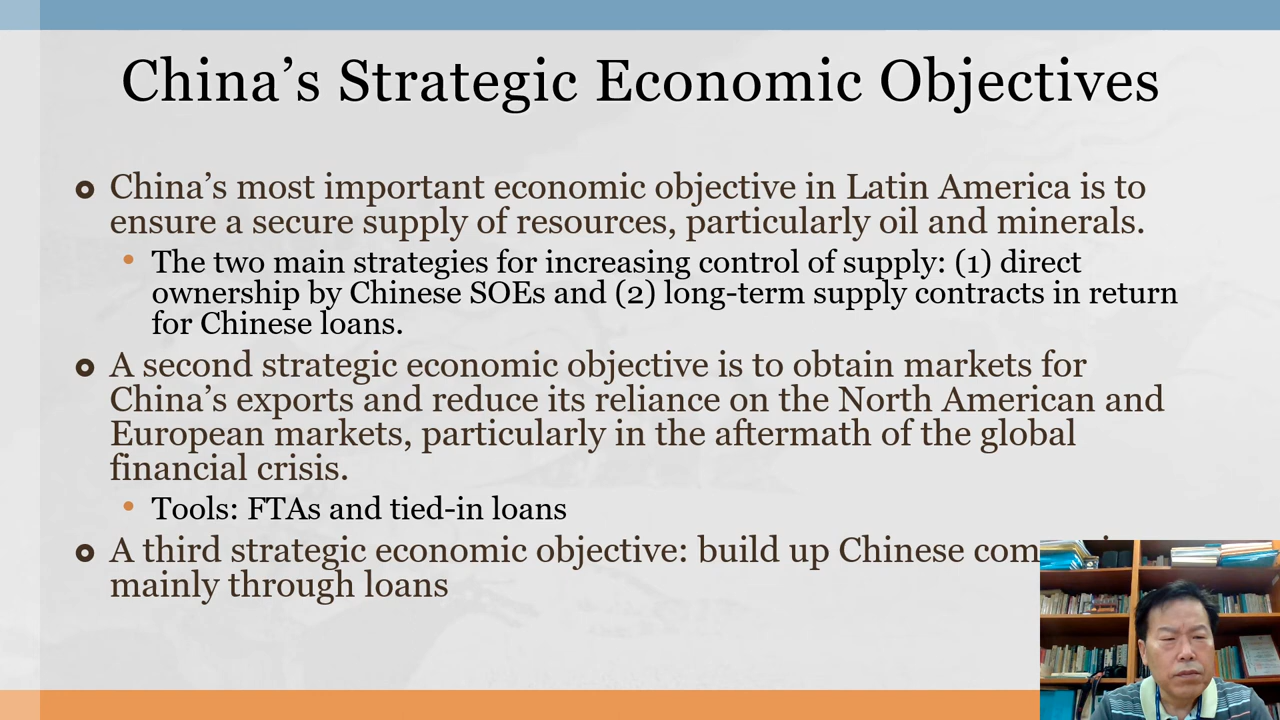 China’s Strategic Economic Objectives
China’s most important economic objective in Latin America is to
ensure a secure supply of resources, particularly oil and minerals.
The two main strategies for increasing control of supply: (1) direct
ownership by Chinese SOEs and (2) long-term supply contracts in return
for Chinese loans.
A second strategic economic objective is to obtain markets for
China’s exports and reduce its reliance on the North American and
European markets, particularly in the aftermath of the global
financial crisis.
Tools: FTAs and tied-in loans
A third strategic economic objective: build up Chinese
mainly through loans